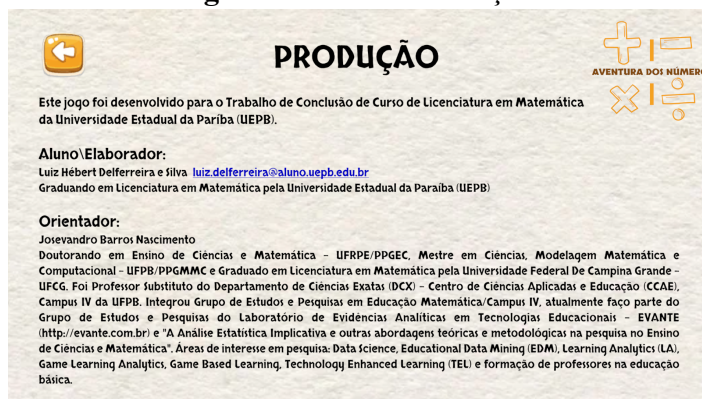 PRODUÇÃO
AVENTURA DOS NÚMERO
Este jogo foi desenvolvido para o Trabalho de Conclusão de Curso de Licenciatura em Matemática
da Universidade Estadual da Paríba (UEPB).
Aluno\Elaborador:
Luiz Hébert Delferreira e Silva luiz.delferreira@aluno.uepb.edu.br
Graduando em Licenciatura em Matemática pela Universidade Estadual da Paraíba (UEPB)
Orientador:
Josevandro Barros Nascimento
Doutorando em Ensino de Ciências e Matemática – UFRPE/PPGEC, Mestre em Ciências, Modelagem Matemática e
Computacional – UFPB/PPGMMC e Graduado em Licenciatura em Matemática pela Universidade Federal De Campina Grande –
UFCG. Foi Professor Substituto do Departamento de Ciências Exatas (DCX) – Centro de Ciências Aplicadas e Educação (CCAE),
Campus IV da UFPB. Integrou Grupo de Estudos e Pesquisas em Educação Matemática/Campus IV, atualmente faço parte do
Grupo de Estudos e Pesquisas do Laboratório de Evidências Analíticas em Tecnologias Educacionais – EVANTE
(http://evante.com.br) e "A Análise Estatística Implicativa e outras abordagens teóricas e metodológicas na pesquisa no Ensino
de Ciências e Matemática". Áreas de interesse em pesquisa: Data Science, Educational Data Mining (EDM), Learning Analytics (LA),
Game Learning Analytics, Game Based Learning, Technology Enhanced Learning (TEL) e formação de professores na educação
básica.